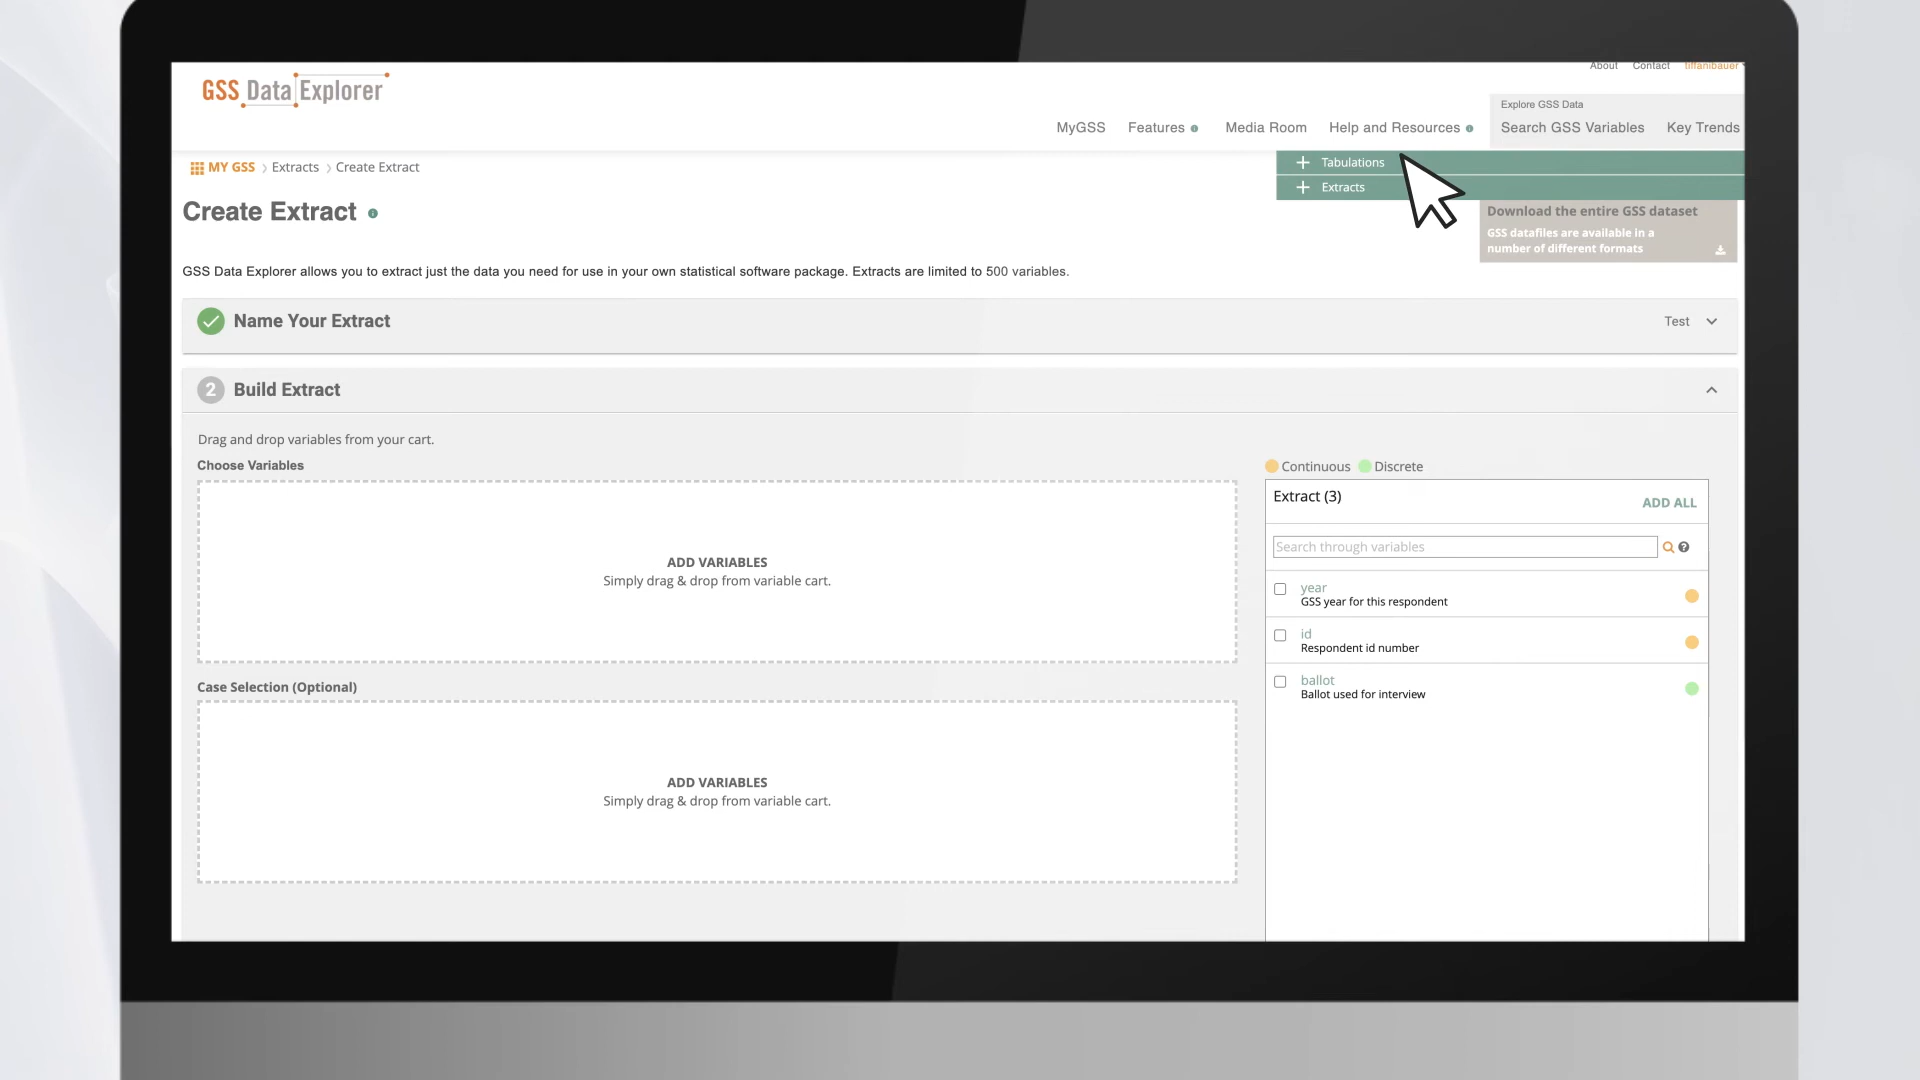 About Contact tiffanibauer
GSS Data Explorer
Explore GSS Data
MyGSS Features Media Room Help and Resources Search GSS Variables Key Trends
MY GSS > Extracts > Create Extract
+ Tabulations
+ Extracts
Create Extract
Download the entire GSS dataset
GSS datafiles are available in a
number of different formats
GSS Data Explorer allows you to extract just the data you need for use in your own statistical software package. Extracts are limited to 500 variables.
Name Your Extract
Test
2 Build Extract
Drag and drop variables from your cart.
Choose Variables
ADD VARIABLES
Simply drag & drop from variable cart.
Case Selection (Optional)
ADD VARIABLES
Simply drag & drop from variable cart.
Continuous Discrete
Extract (3)
ADD ALL
Search through variables
year
GSS year for this respondent
id
Respondent id number
ballot
Ballot used for interview